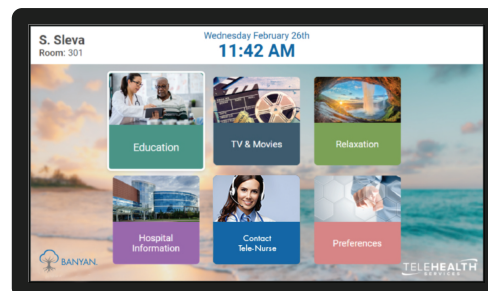 S. Sleva
Room: 301
Wednesday February 26th
11:42 AM
Education
TV & Movies
Relaxation
Hospital
Information
Contact
Tele-Nurse
Preferences
BANYAN
TELEHEALTH
SERVICES